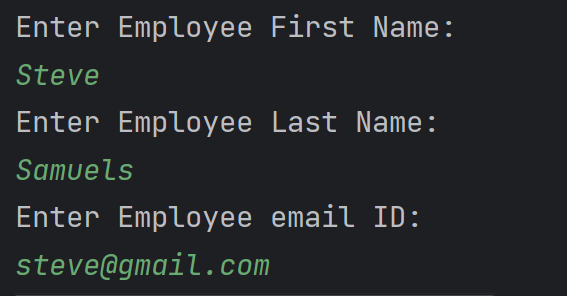 Enter Employee First Name:
Steve
Enter Employee Last Name:
Samuels
Enter Employee email ID:
steve@gmail.com